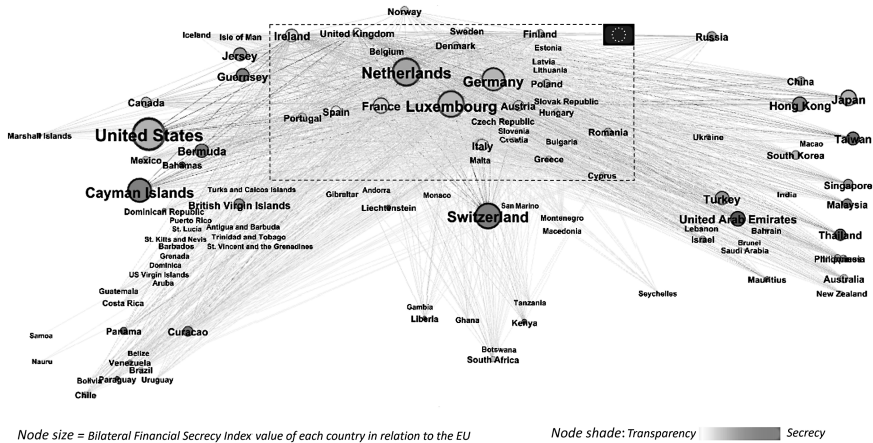 Norway
Iceland
Isle of Man
Ireland
United Kingdom
Sweden
Finland
Russia
Belgium
Denmark
Estonia
Jersey
Latvia
Lithuania
Guernsey
Netherlands
Germany
Poland
China
Canada
France
Luxembourg
Austria
Slovak Republic
Hong Kong
Japan
Spain
Hungary
Portugal
Czech Republic
Marshall Islands
United States
Slovenia
Romania
Ukraine
Taiwan
Croatia
Bulgaria
Macao
Bermuda
Italy
South Korea
Mexico
Bahamas
Malta
Greece
Cyprus
Cayman Islands
Turks and Caicos Islands
Gibraltar
Andorra
Monaco
India
Singapore
British Virgin Islands
Liechtenstein
San Marino
Turkey
Malaysia
Dominican Republic
Switzerland
Montenegro
United Arab Emirates
Puerto Rico
St. Lucia
Antigua and Barbuda
Macedonia
Lebanon
Bahrain
Thailand
St. Kitts and Nevis
Trinidad and Tobago
Israel
Brunei
Barbados
St. Vincent and the Grenadines
Saudi Arabia
Grenada
Dominica
US Virgin Islands
Mauritius
Australia
Aruba
Guatemala
Seychelles
New Zealand
Costa Rica
Gambia
Tanzania
Liberia
Ghana
Kenya
Panama
Curacao
Samoa
Nauru
Belize
Botswana
Venezuela
South Africa
Brazil
Bolivia
Paraguay
Uruguay
Chile
Node size = Bilateral Financial Secrecy Index value of each country in relation to the EU
Node shade: Transparency
Secrecy